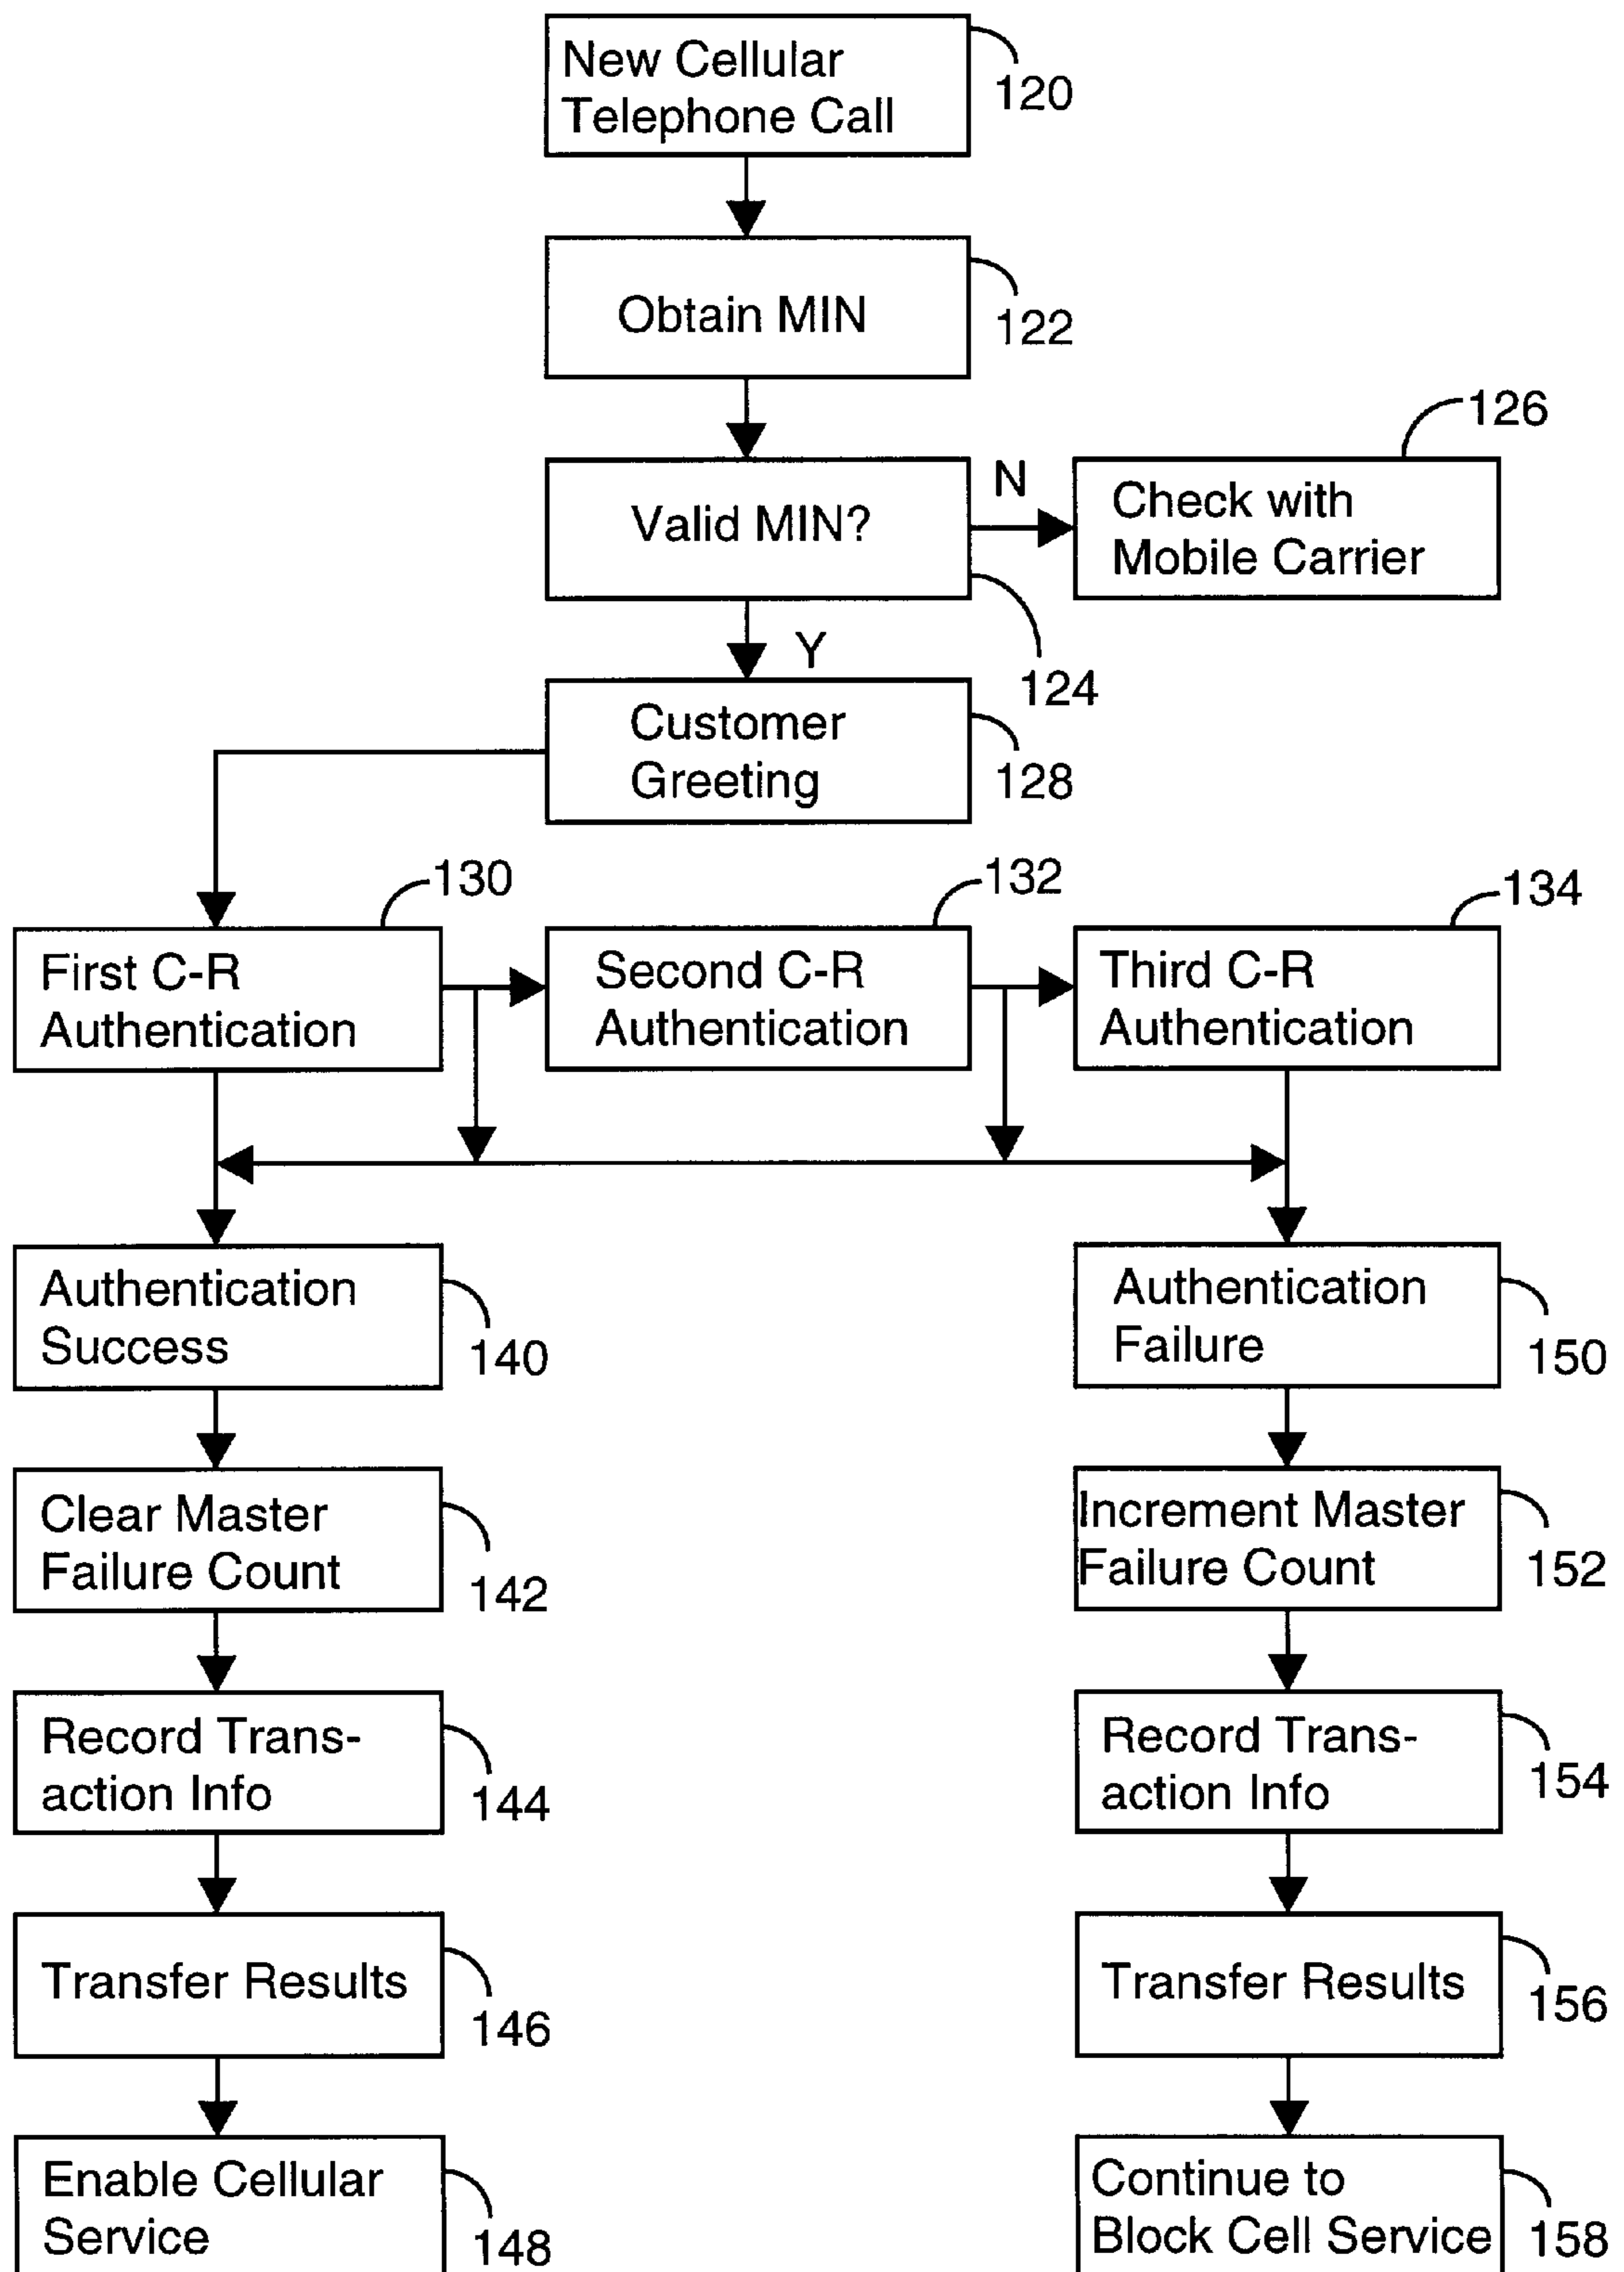 New Cellular
Telephone Call
120
Obtain MIN
122
126
Valid MIN?
N
Check with
Mobile Carrier
Y
124
Customer
Greeting
128
130
132
134
First C-R
Authentication
Second C-R
Authentication
Third C-R
Authentication
Authentication
Success
140
Authentication
Failure
150
Clear Master
Failure Count
142
Increment Master
Failure Count
152
Record Trans-
action Info
144
Record Trans-
action Info
154
Transfer Results
146
Transfer Results
156
Enable Cellular
Service
148
Continue to
Block Cell Service
158